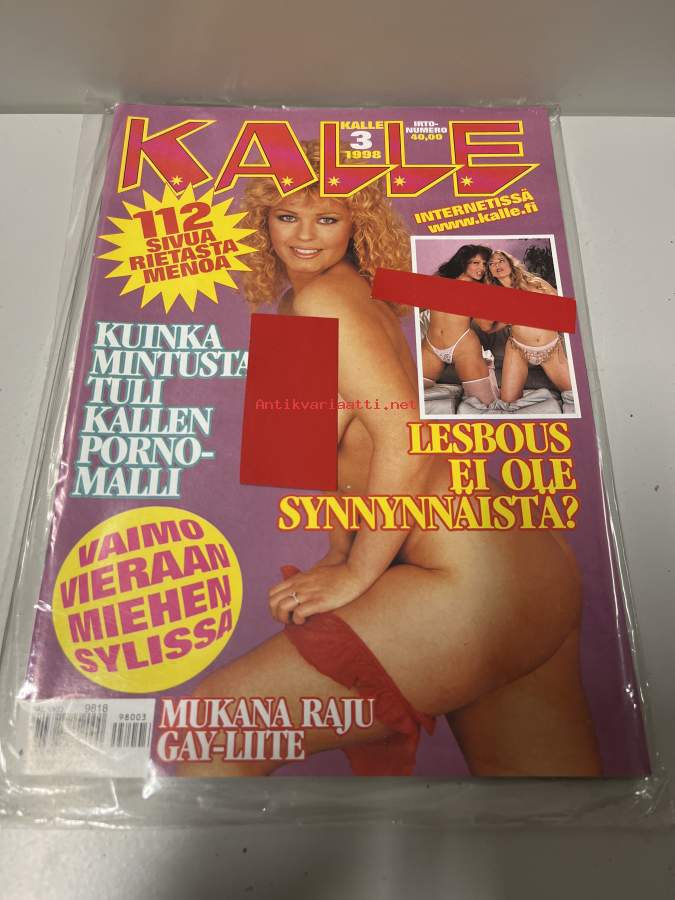 KALLE
KALLE
3
1998
IRTO-
NUMERO
40,00
INTERNETISSÄ
www.kalle.fi
112
SIVUA
RIETASTA
MENOA
KUINKA
MINTUSTA
TULI
KALLEN
PORNO-
MALLI
Antikvariaatti.net
LESBOUS
EI OLE
SYNNYNNÄISTÄ?
VAIMO
VIERAAN
MIEHEN
SYLISSÄ
9818
98003
MUKANA RAJU
GAY-LIITE